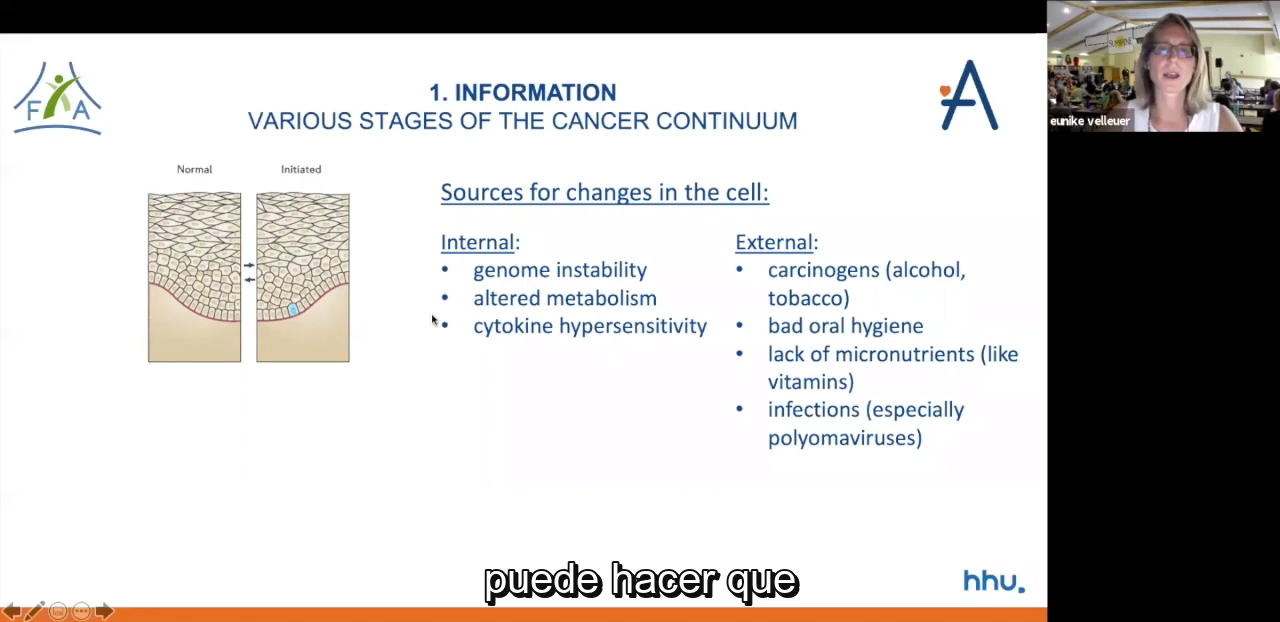 1. INFORMATION
VARIOUS STAGES OF THE CANCER CONTINUUM
F A
A
Normal
Initiated
Sources for changes in the cell:
Internal:
• genome instability
• altered metabolism
• cytokine hypersensitivity
External:
• carcinogens (alcohol,
tobacco)
• bad oral hygiene
• lack of micronutrients (like
vitamins)
• infections (especially
polyomaviruses)
eunike velleuer
puede hacer que
hhu.